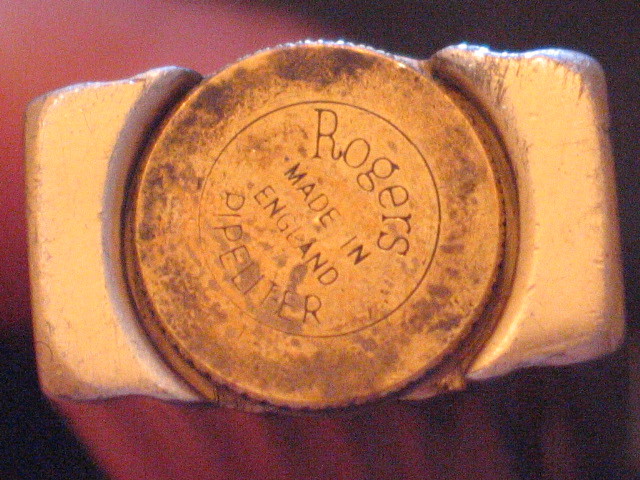 Rogers
MADE IN
ENGLAND
PIPELITER